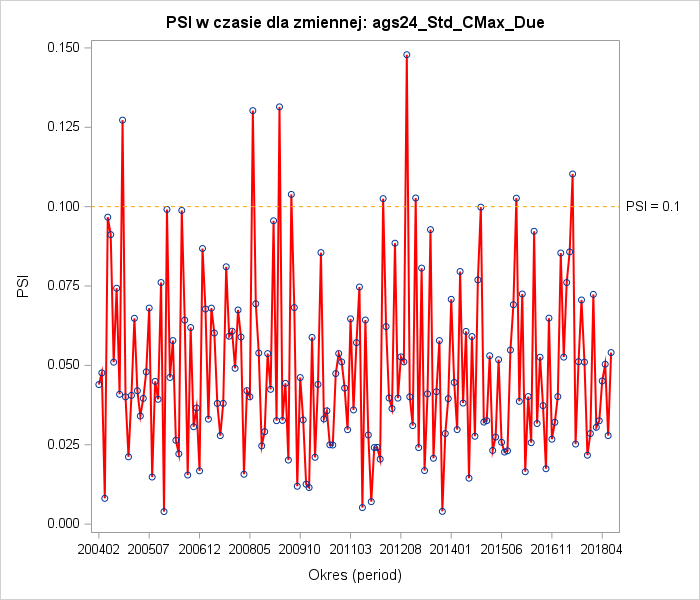 PSI w czasie dla zmiennej: ags24_Std_CMax_Due
0.150
0.125
0.100
0.075
0.050
0.025
0.000
PSI
PSI = 0.1
200402 200507 200612 200805 200910 201103 201208 201401 201506 201611 201804
Okres (period)